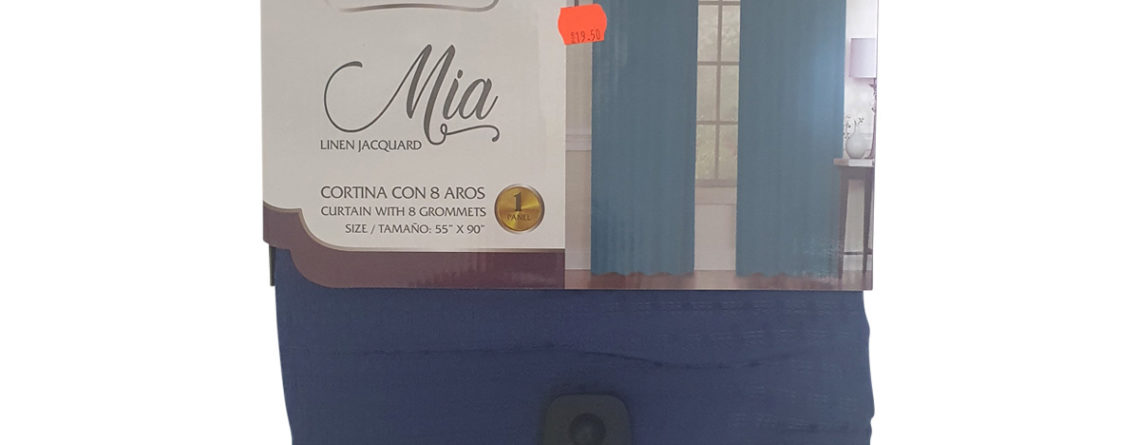 $19.50
Mia
LINEN JACQUARD
CORTINA CON 8 AROS
CURTAIN WITH 8 GROMMETS
SIZE / TAMAÑO: 55” X 90”
1
PANEL